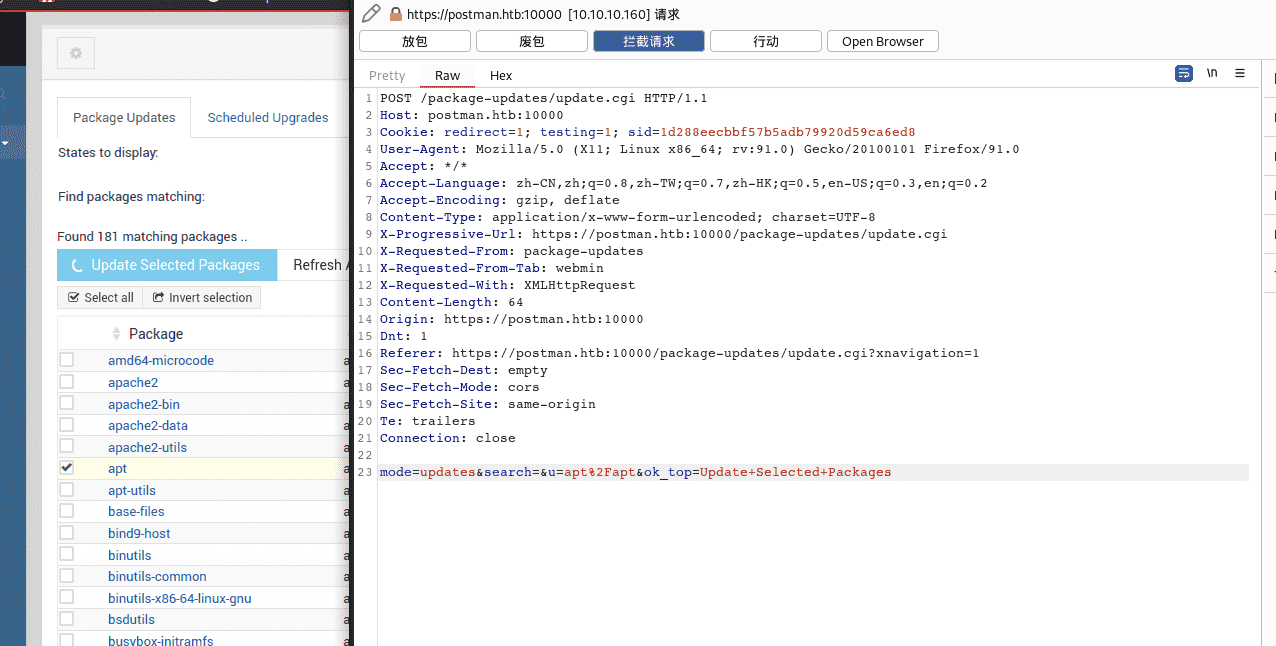 Package Updates
Scheduled Upgrades
States to display:
Find packages matching:
Found 181 matching packages ..
Update Selected Packages
Refresh A
Select all
Invert selection
Package
amd64-microcode
apache2
apache2-bin
apache2-data
apache2-utils
apt
apt-utils
base-files
bind9-host
binutils
binutils-common
binutils-x86-64-linux-gnu
bsdutils
busybox-initramfs
https://postman.htb:10000 [10.10.10.160] 请求
放包
废包
拦截请求
行动
Open Browser
Pretty
Raw
Hex
\n
1 POST /package-updates/update.cgi HTTP/1.1
2 Host: postman.htb:10000
3 Cookie: redirect=1; testing=1; sid=1d288eecbbf57b5adb79920d59ca6ed8
4 User-Agent: Mozilla/5.0 (X11; Linux x86_64; rv:91.0) Gecko/20100101 Firefox/91.0
5 Accept: */*
6 Accept-Language: zh-CN,zh;q=0.8,zh-TW;q=0.7,zh-HK;q=0.5,en-US;q=0.3,en;q=0.2
7 Accept-Encoding: gzip, deflate
8 Content-Type: application/x-www-form-urlencoded; charset=UTF-8
9 X-Progressive-Url: https://postman.htb:10000/package-updates/update.cgi
10 X-Requested-From: package-updates
11 X-Requested-From-Tab: webmin
12 X-Requested-With: XMLHttpRequest
13 Content-Length: 64
14 Origin: https://postman.htb:10000
15 Dnt: 1
16 Referer: https://postman.htb:10000/package-updates/update.cgi?xnavigation=1
17 Sec-Fetch-Dest: empty
18 Sec-Fetch-Mode: cors
19 Sec-Fetch-Site: same-origin
20 Te: trailers
21 Connection: close
22
23 mode=updates&search=&u=apt%2Fapt&ok_top=Update+Selected+Packages